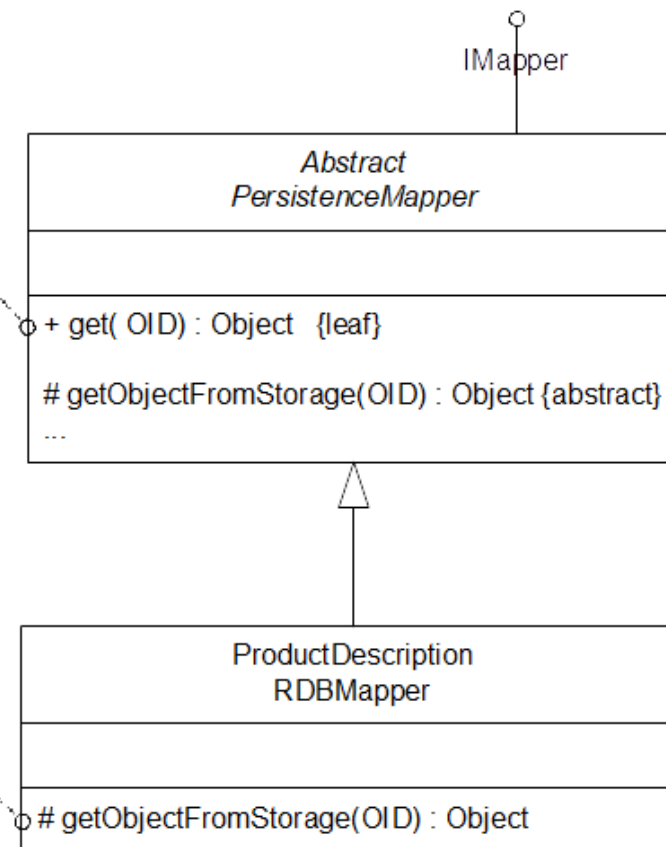 IMapper
Abstract
PersistenceMapper
+ get( OID) : Object {leaf}
# getObjectFromStorage(OID) : Object {abstract}
...
ProductDescription
RDBMapper
# getObjectFromStorage(OID) : Object